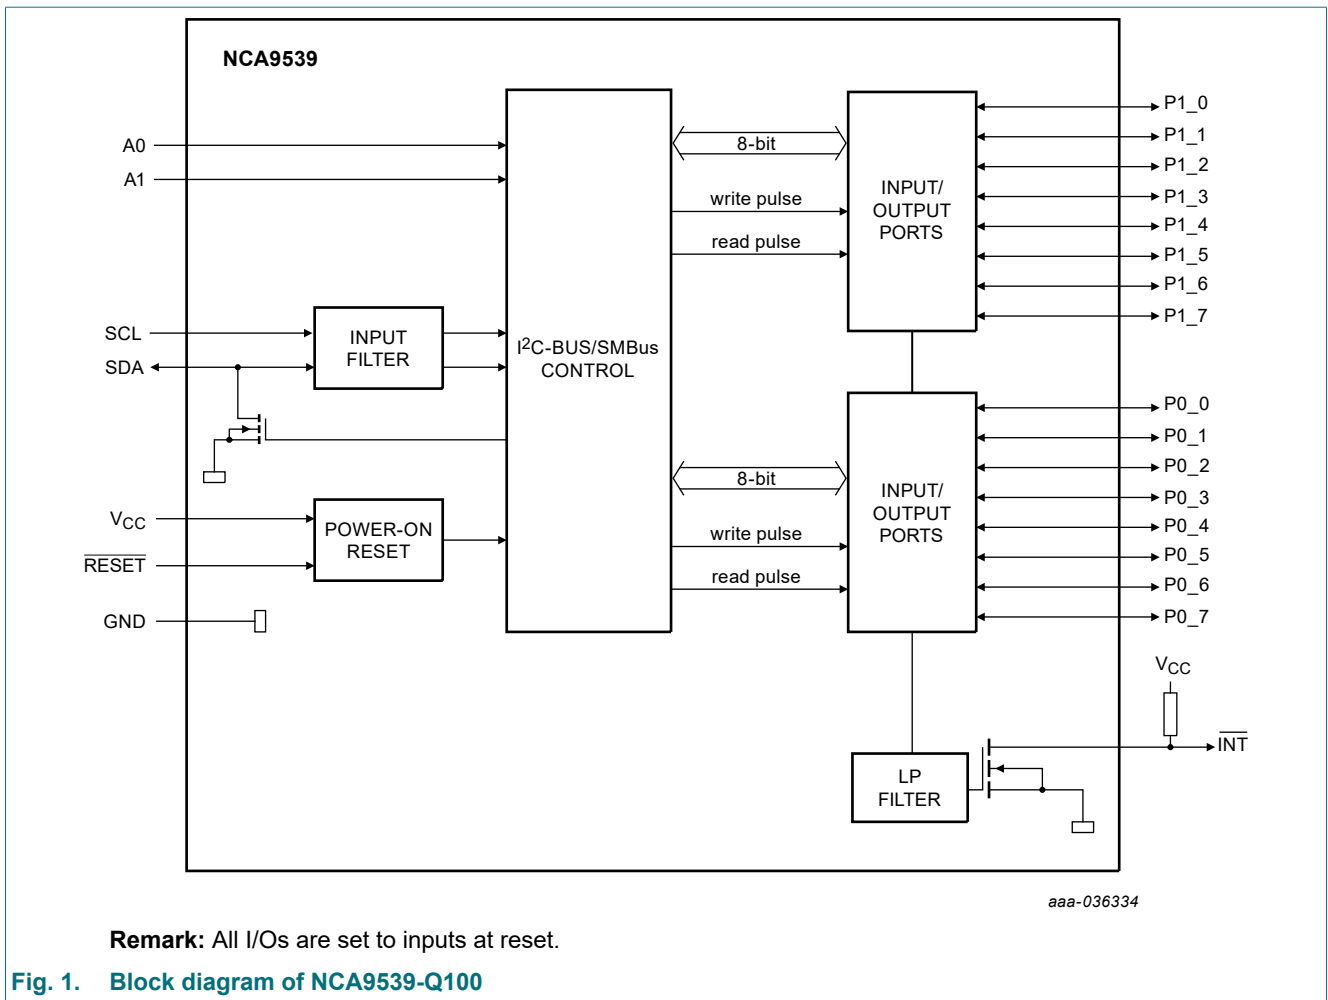 NCA9539
A0
A1
SCL
SDA
VCC
RESET
GND
INPUT
FILTER
POWER-ON
RESET
I2C-BUS/SMBus
CONTROL
8-bit
write pulse
read pulse
8-bit
write pulse
read pulse
INPUT/
OUTPUT
PORTS
INPUT/
OUTPUT
PORTS
LP
FILTER
P1_0
P1_1
P1_2
P1_3
P1_4
P1_5
P1_6
P1_7
P0_0
P0_1
P0_2
P0_3
P0_4
P0_5
P0_6
P0_7
VCC
INT
aaa-036334
Remark: All I/Os are set to inputs at reset.
Fig. 1. Block diagram of NCA9539-Q100